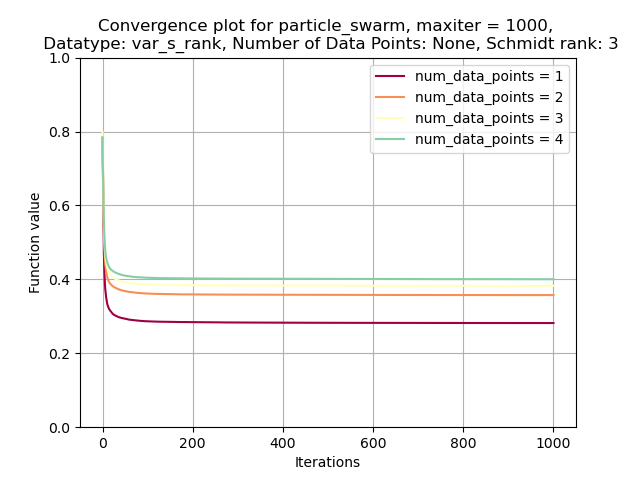 Convergence plot for particle_swarm, maxiter = 1000,
Datatype: var_s_rank, Number of Data Points: None, Schmidt rank: 3
1.0
0.8
0.6
0.4
0.2
0.0
Function value
num_data_points = 1
num_data_points = 2
num_data_points = 3
num_data_points = 4
0 200 400 600 800 1000
Iterations